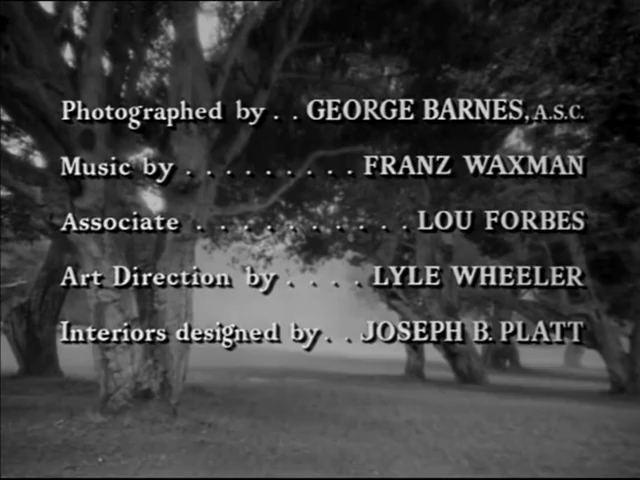 Photographed by . . GEORGE BARNES, A.S.C.
Music by . . . . . . . . . FRANZ WAXMAN
Associate . . . . . . . . . . LOU FORBES
Art Direction by . . . . LYLE WHEELER
Interiors designed by . . JOSEPH B. PLATT